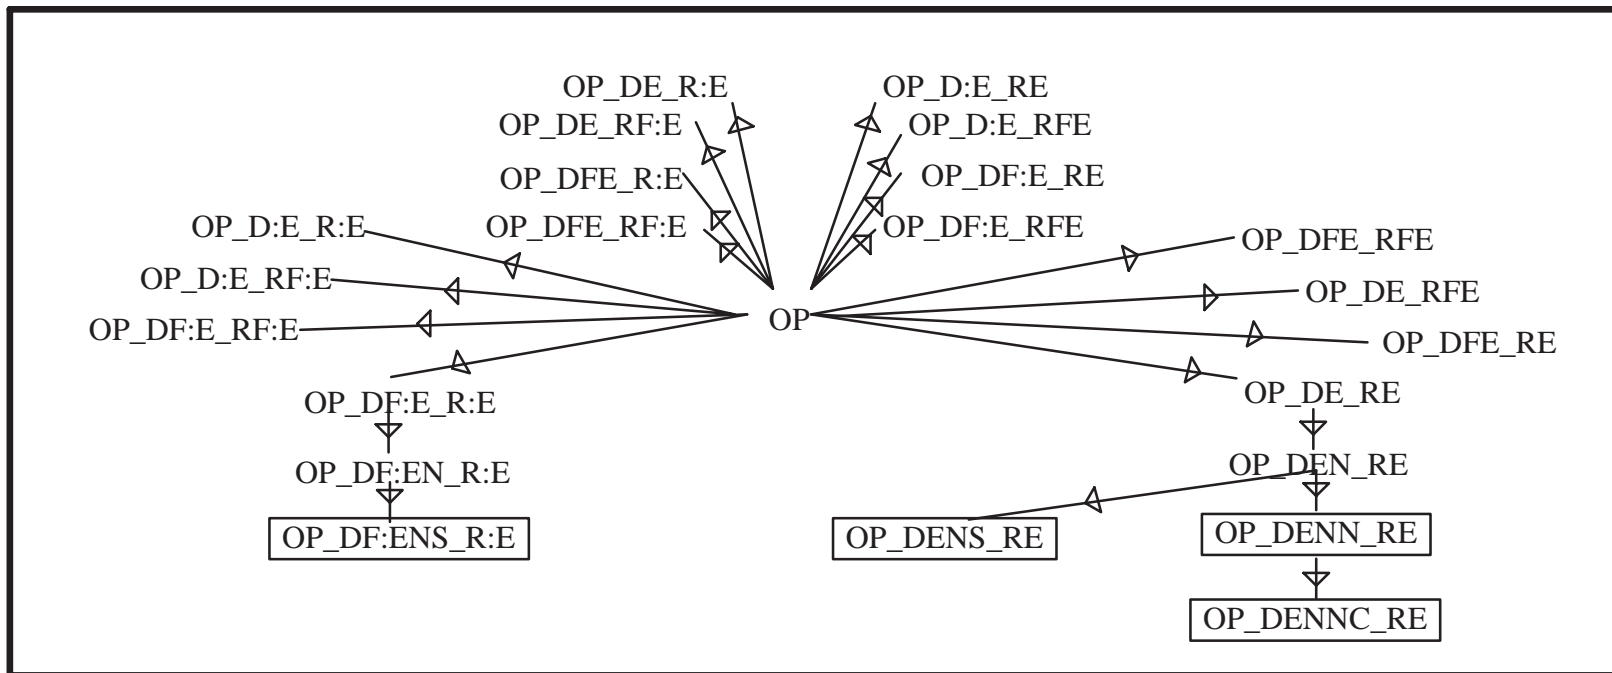 OP_DE_R:E
OP_D:E_RE
OP_DE_RF:E
OP_D:E_RFE
OP_DFE_R:E
OP_DF:E_RE
OP_D:E_R:E
OP_DFE_RF:E
OP_DF:E_RFE
OP_DFE_RFE
OP_D:E_RF:E
OP_DE_RFE
OP_DF:E_RF:E
OP
OP_DFE_RE
OP_DF:E_R:E
OP_DE_RE
OP_DF:EN_R:E
OP_DEN_RE
OP_DF:ENS_R:E
OP_DENS_RE
OP_DENN_RE
OP_DENNC_RE